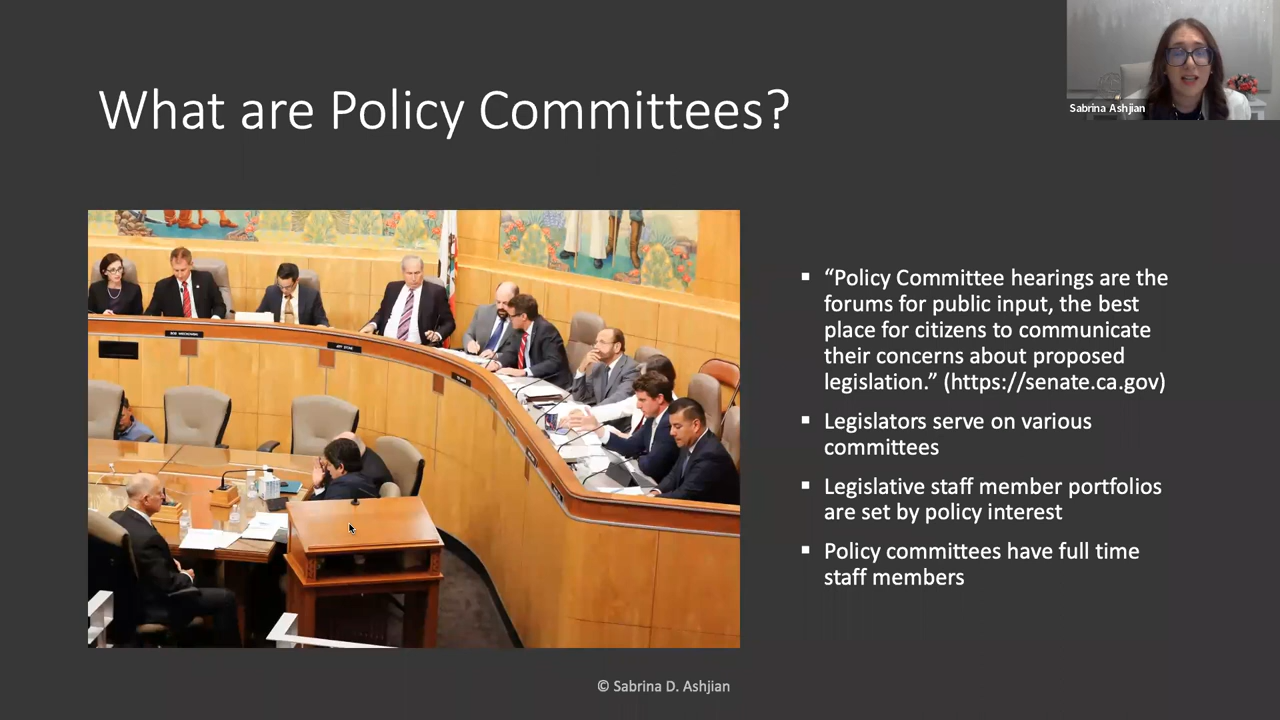 What are Policy Committees?
Sabrina Ashjian
▪ “Policy Committee hearings are the
forums for public input, the best
place for citizens to communicate
their concerns about proposed
legislation.” (https://senate.ca.gov)
▪ Legislators serve on various
committees
▪ Legislative staff member portfolios
are set by policy interest
▪ Policy committees have full time
staff members
© Sabrina D. Ashjian